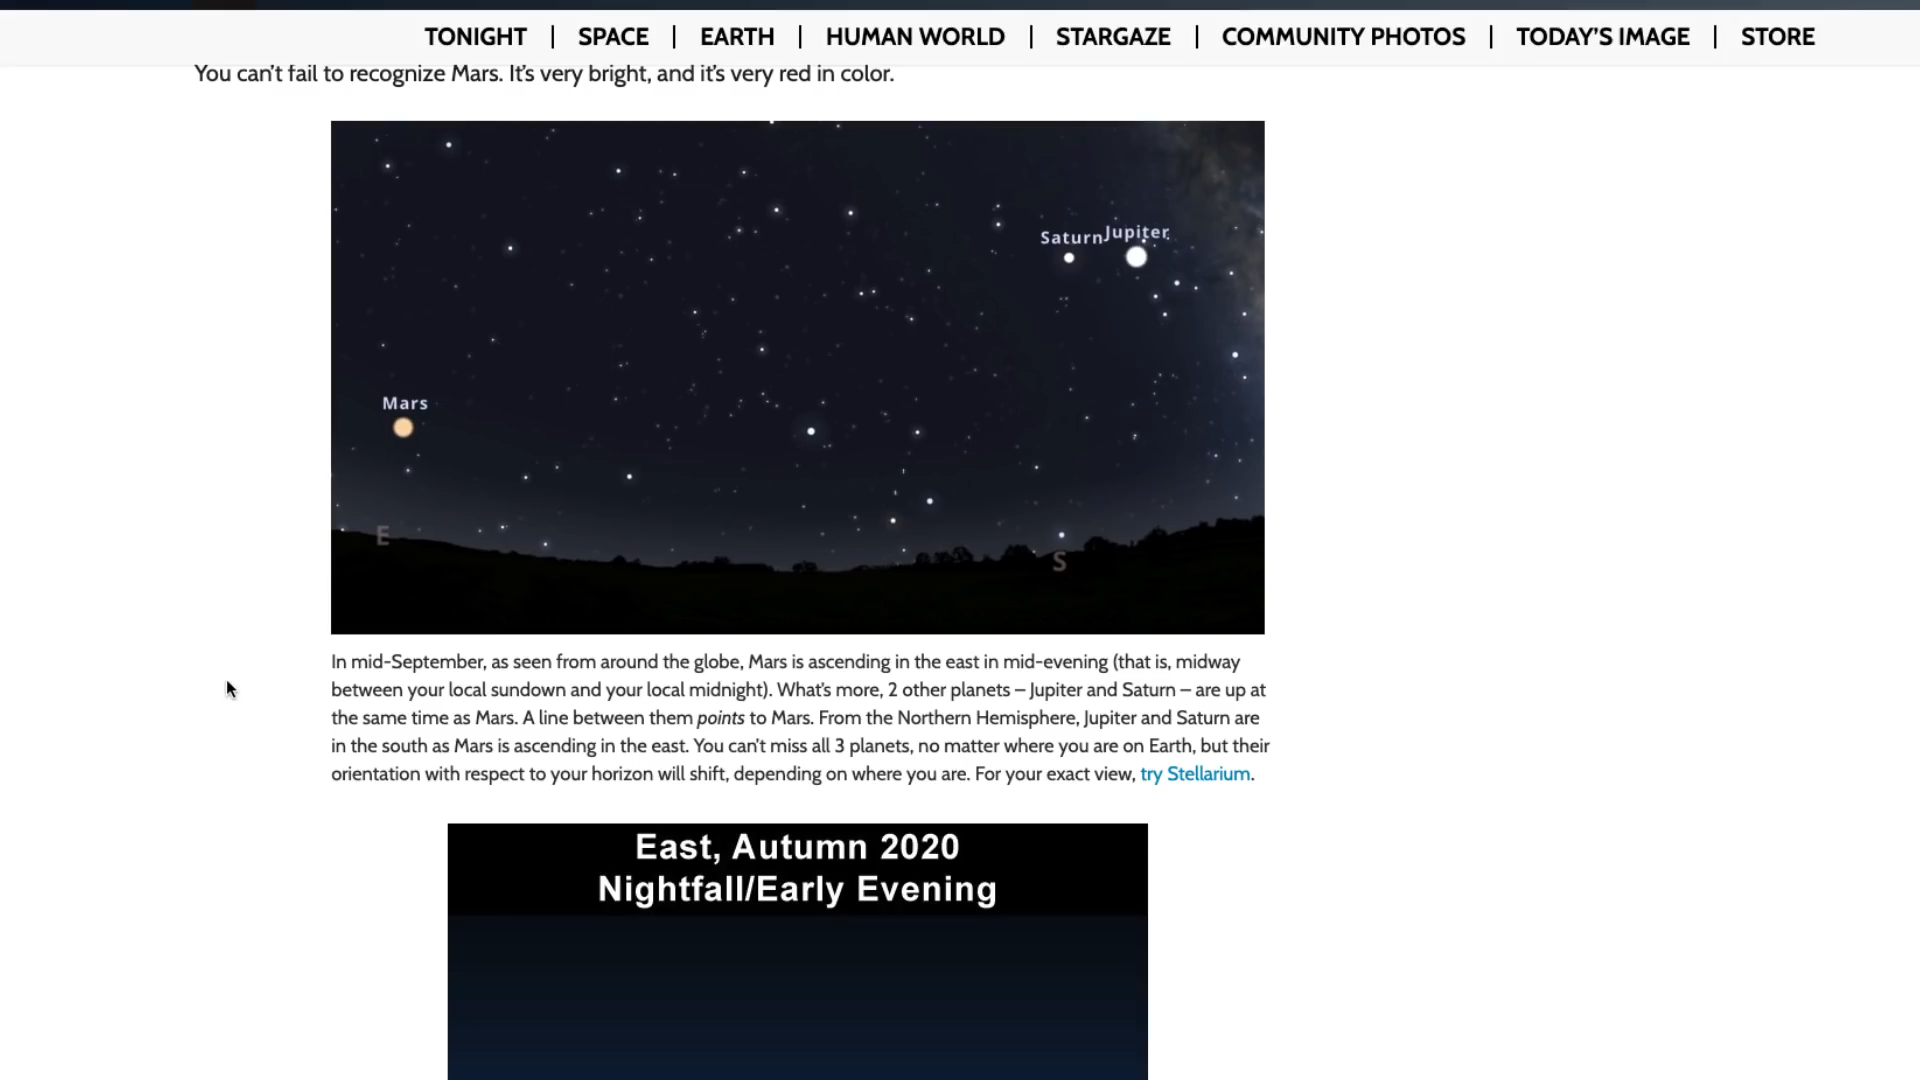 TONIGHT | SPACE | EARTH | HUMAN WORLD | STARGAZE | COMMUNITY PHOTOS | TODAY’S IMAGE | STORE
You can’t fail to recognize Mars. It’s very bright, and it’s very red in color.
Saturn Jupiter
Mars
E
S
In mid-September, as seen from around the globe, Mars is ascending in the east in mid-evening (that is, midway
between your local sundown and your local midnight). What’s more, 2 other planets – Jupiter and Saturn – are up at
the same time as Mars. A line between them points to Mars. From the Northern Hemisphere, Jupiter and Saturn are
in the south as Mars is ascending in the east. You can’t miss all 3 planets, no matter where you are on Earth, but their
orientation with respect to your horizon will shift, depending on where you are. For your exact view, try Stellarium.
East, Autumn 2020
Nightfall/Early Evening